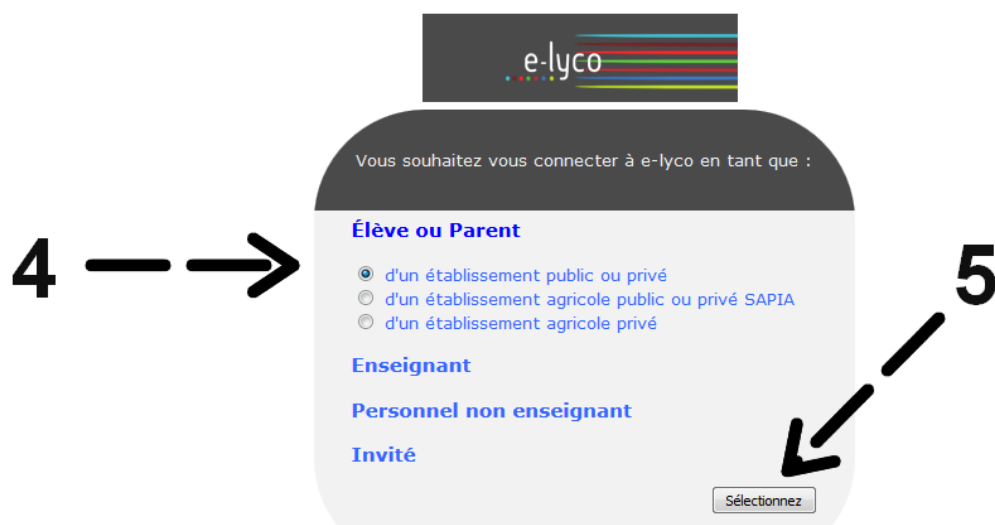 e-lyco
Vous souhaitez vous connecter à e-lyco en tant que :
Élève ou Parent
4
d'un établissement public ou privé
5
d'un établissement agricole public ou privé SAPIA
d'un établissement agricole privé
Enseignant
Personnel non enseignant
Invité
Sélectionnez